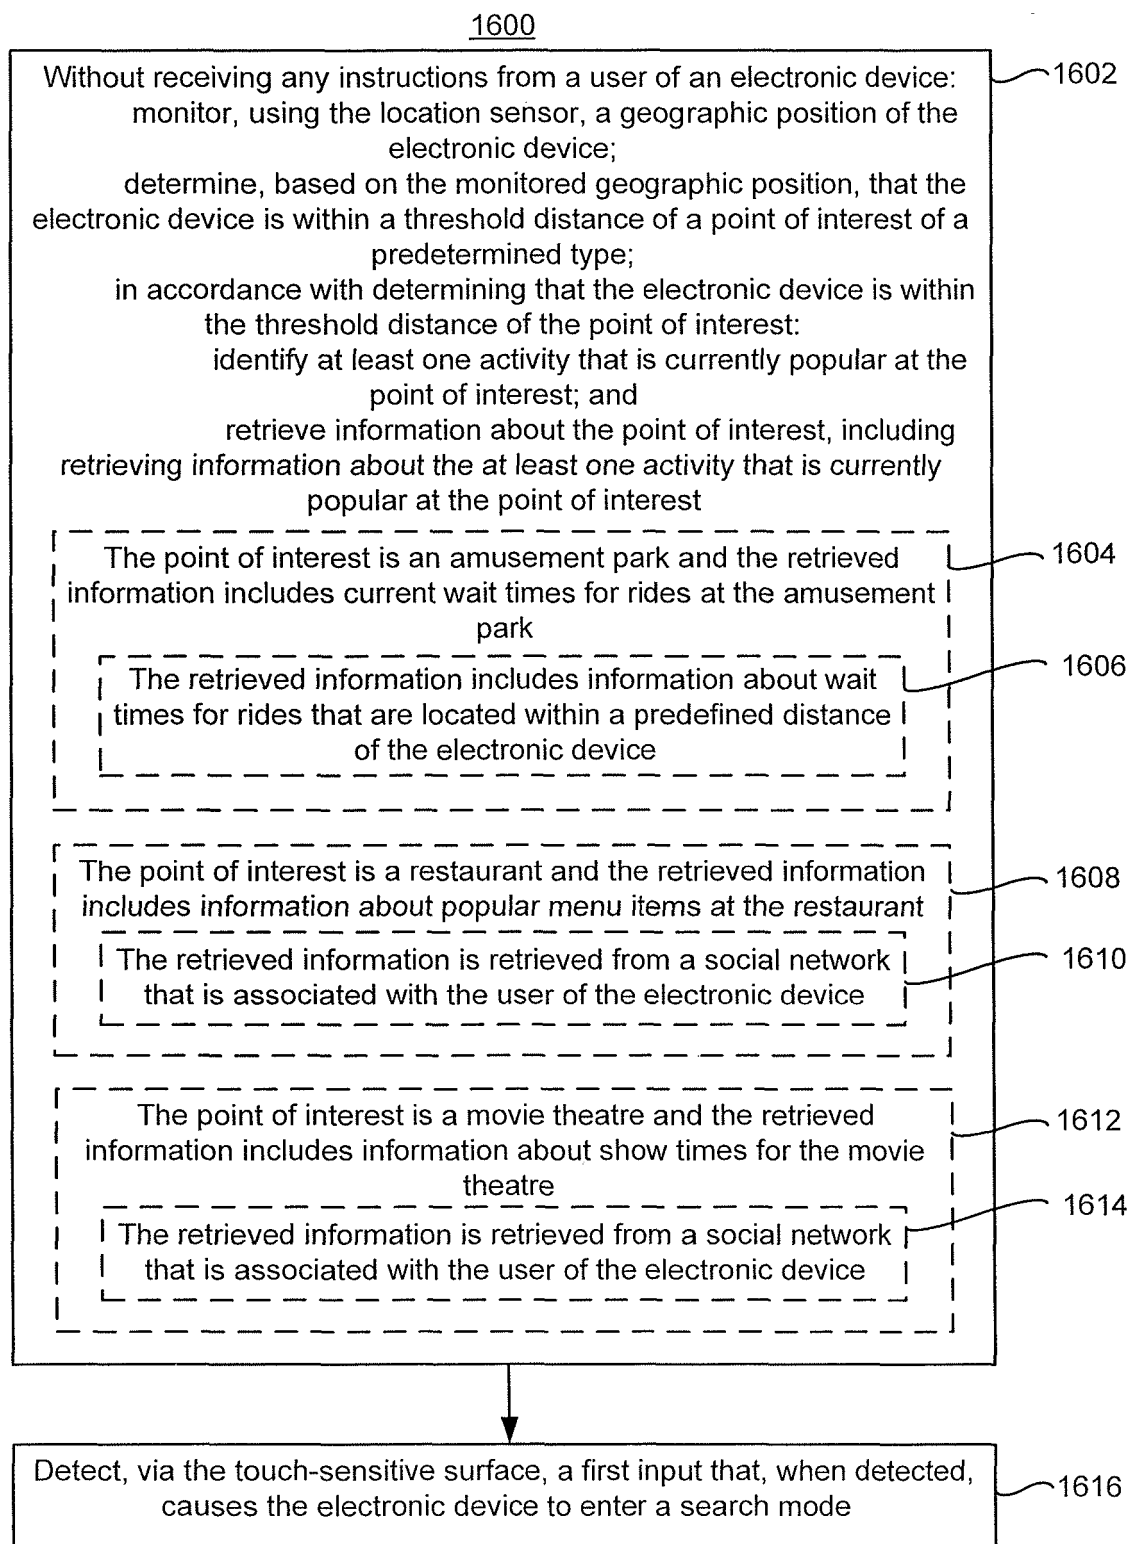 1600
Without receiving any instructions from a user of an electronic device:
1602
monitor, using the location sensor, a geographic position of the
electronic device;
determine, based on the monitored geographic position, that the
electronic device is within a threshold distance of a point of interest of a
predetermined type;
in accordance with determining that the electronic device is within
the threshold distance of the point of interest:
identify at least one activity that is currently popular at the
point of interest; and
retrieve information about the point of interest, including
retrieving information about the at least one activity that is currently
popular at the point of interest
The point of interest is an amusement park and the retrieved
1604
information includes current wait times for rides at the amusement
park
The retrieved information includes information about wait
1606
times for rides that are located within a predefined distance
of the electronic device
The point of interest is a restaurant and the retrieved information
1608
includes information about popular menu items at the restaurant
The retrieved information is retrieved from a social network
1610
that is associated with the user of the electronic device
The point of interest is a movie theatre and the retrieved
1612
information includes information about show times for the movie
theatre
1614
The retrieved information is retrieved from a social network
that is associated with the user of the electronic device
Detect, via the touch-sensitive surface, a first input that, when detected,
1616
causes the electronic device to enter a search mode